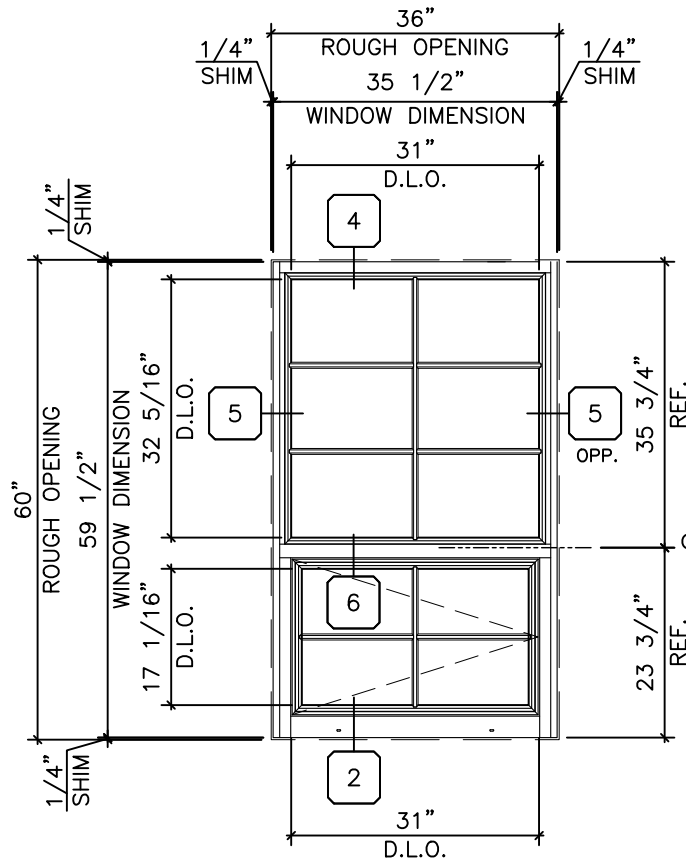 36”
ROUGH OPENING
1/4”
SHIM
1/4”
SHIM
35 1/2”
WINDOW DIMENSION
31”
D.L.O.
1/4”
SHIM
4
60”
ROUGH OPENING
59 1/2”
WINDOW DIMENSION
32 5/16”
D.L.O.
5
5
OPP.
35 3/4”
REF.
6
17 1/16”
D.L.O.
23 3/4”
REF.
1/4”
SHIM
2
31”
D.L.O.